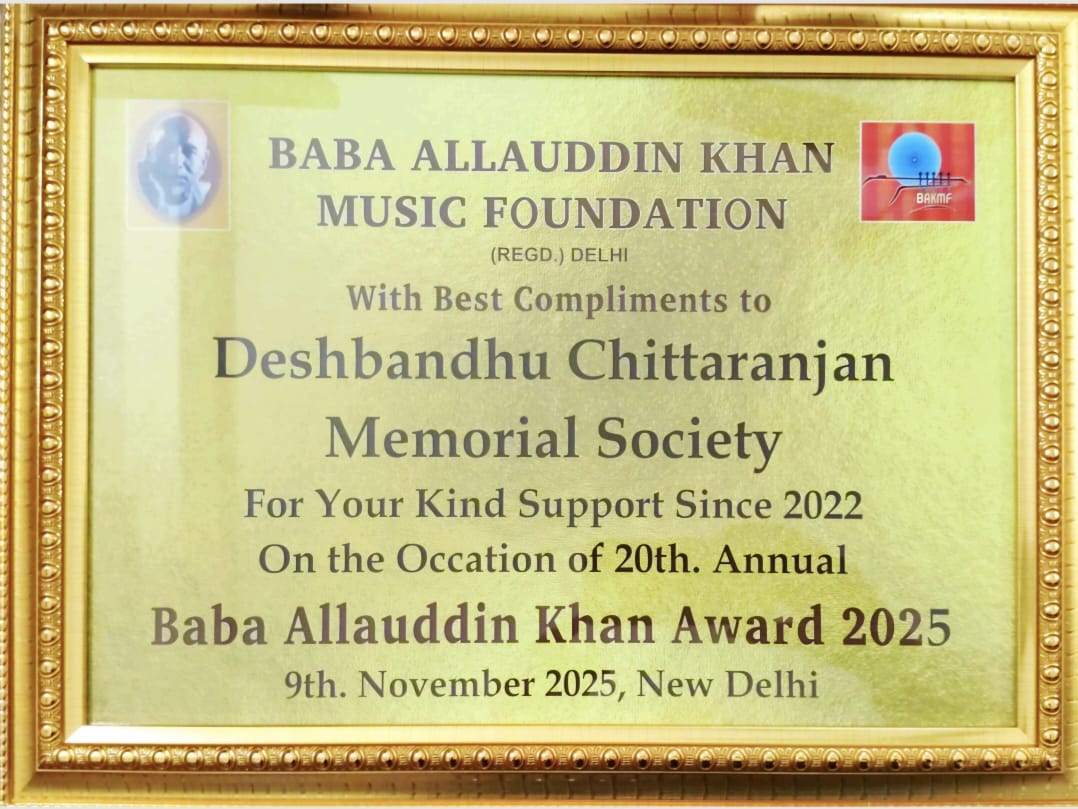 BABA ALLAUDDIN KHAN
MUSIC FOUNDATION
BAKMF
(REGD.) DELHI
With Best Compliments to
Deshbandhu Chittaranjan
Memorial Society
For Your Kind Support Since 2022
On the Occation of 20th. Annual
Baba Allauddin Khan Award 2025
9th. November 2025, New Delhi